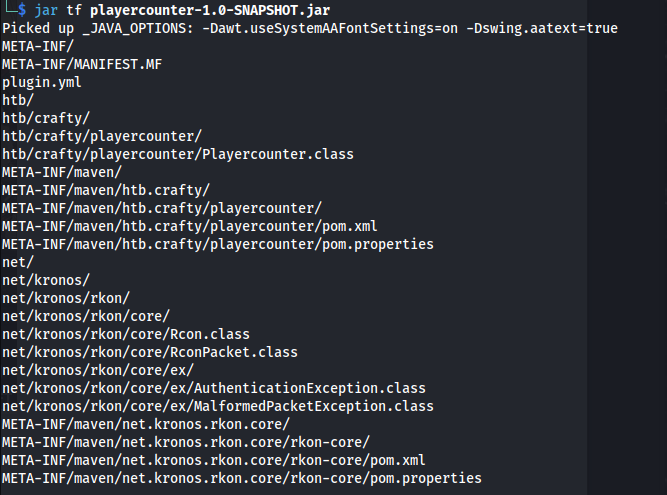 └─$ jar tf playercounter-1.0-SNAPSHOT.jar
Picked up _JAVA_OPTIONS: -Dawt.useSystemAAFontSettings=on -Dswing.aatext=true
META-INF/
META-INF/MANIFEST.MF
plugin.yml
htb/
htb/crafty/
htb/crafty/playercounter/
htb/crafty/playercounter/Playercounter.class
META-INF/maven/
META-INF/maven/htb.crafty/
META-INF/maven/htb.crafty/playercounter/
META-INF/maven/htb.crafty/playercounter/pom.xml
META-INF/maven/htb.crafty/playercounter/pom.properties
net/
net/kronos/
net/kronos/rkon/
net/kronos/rkon/core/
net/kronos/rkon/core/Rcon.class
net/kronos/rkon/core/RconPacket.class
net/kronos/rkon/core/ex/
net/kronos/rkon/core/ex/AuthenticationException.class
net/kronos/rkon/core/ex/MalformedPacketException.class
META-INF/maven/net.kronos.rkon.core/
META-INF/maven/net.kronos.rkon.core/rkon-core/
META-INF/maven/net.kronos.rkon.core/rkon-core/pom.xml
META-INF/maven/net.kronos.rkon.core/rkon-core/pom.properties